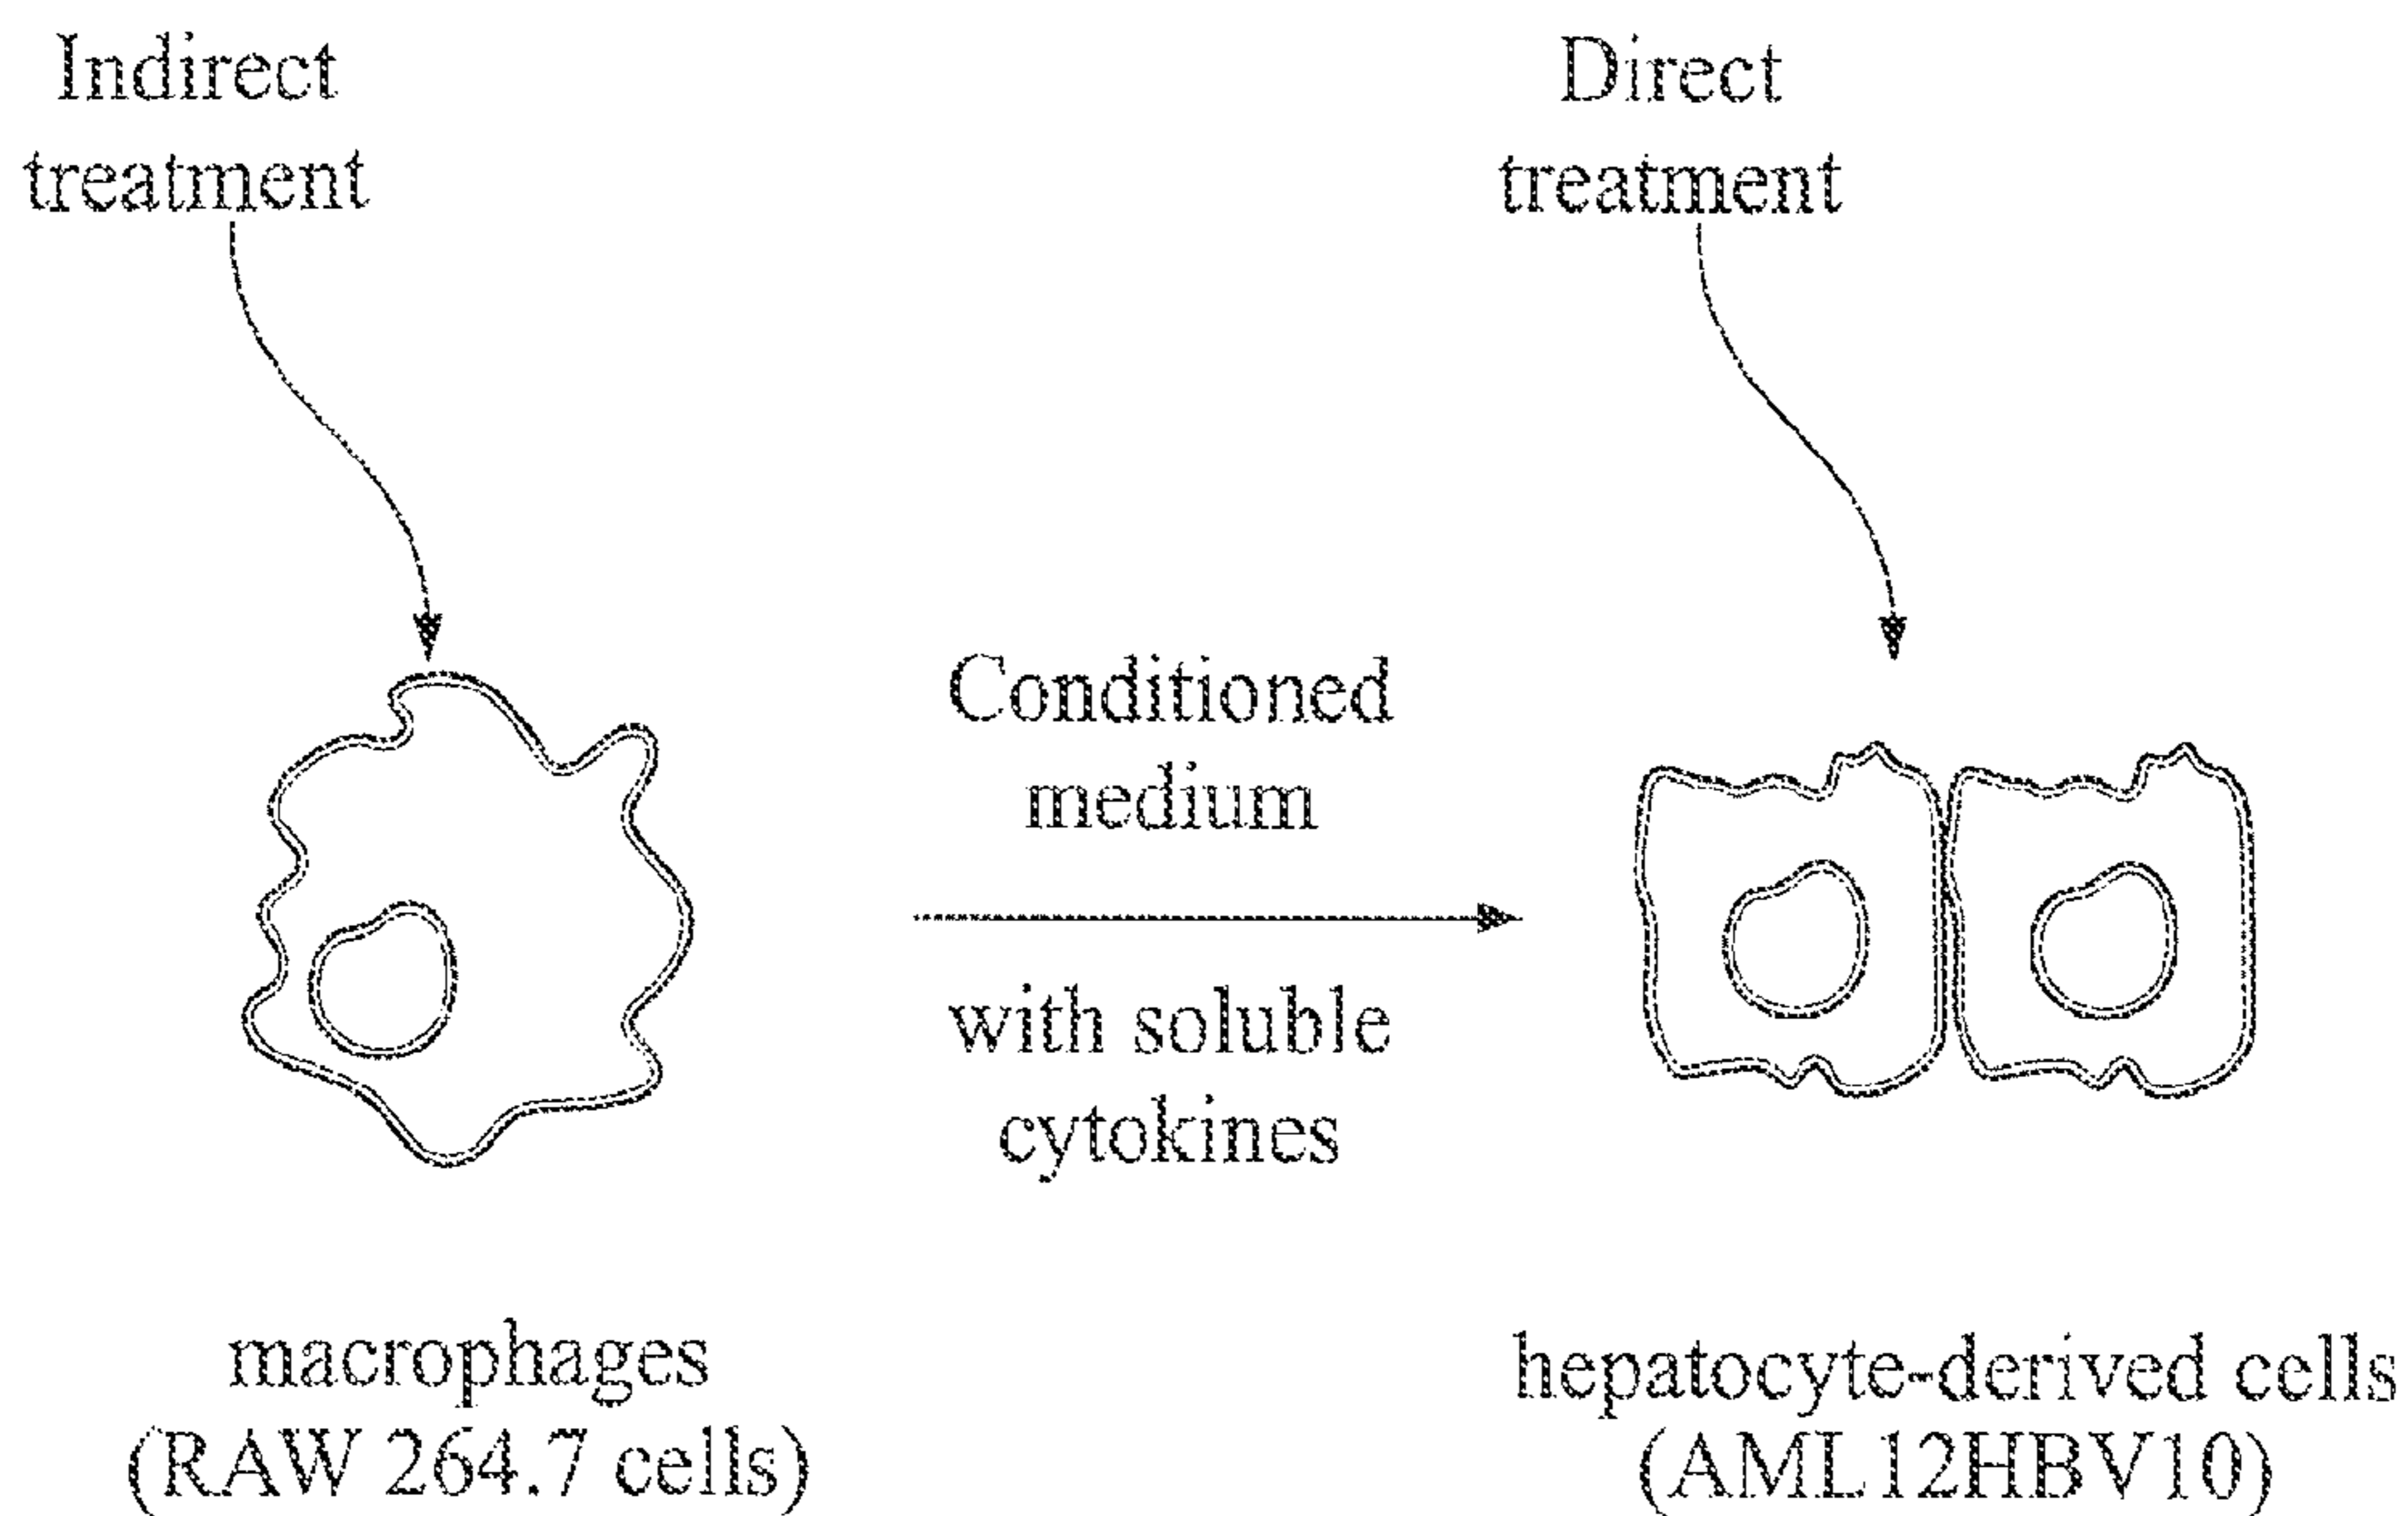 Indirect
treatment
Direct
treatment
Conditioned
medium
with soluble
cytokines
macrophages
(RAW 264.7 cells)
hepatocyte-derived cells
(AML12HBV10)